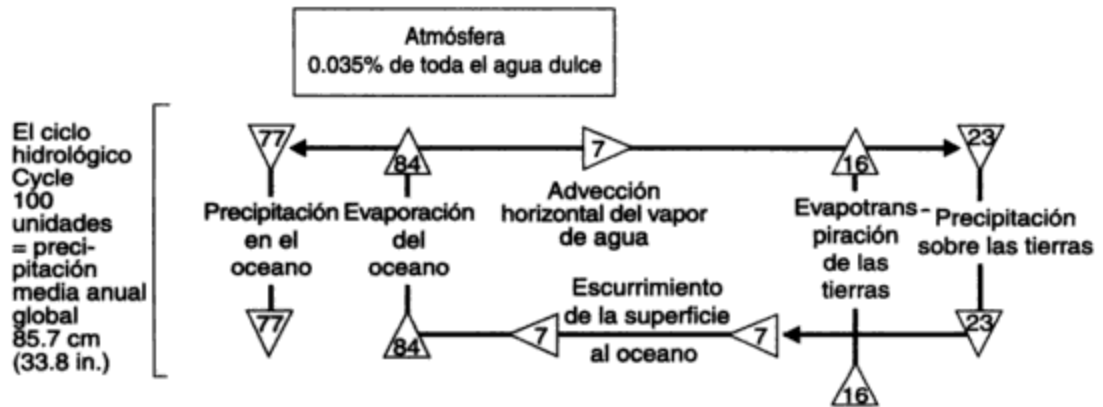 Atmósfera
0.035% de toda el agua dulce
El ciclo
hidrológico
Cycle
100
unidades
= preci-
pitación
media anual
global
85.7 cm
(33.8 in.)
77
84
7
16
23
Precipitación
en el
oceano
Evaporación
del
oceano
Advección
horizontal del vapor
de agua
Evapotrans-
piración
de las
tierras
Precipitación
sobre las tierras
Escurrimiento
de la superficie
al oceano
77
84
7
7
23
16